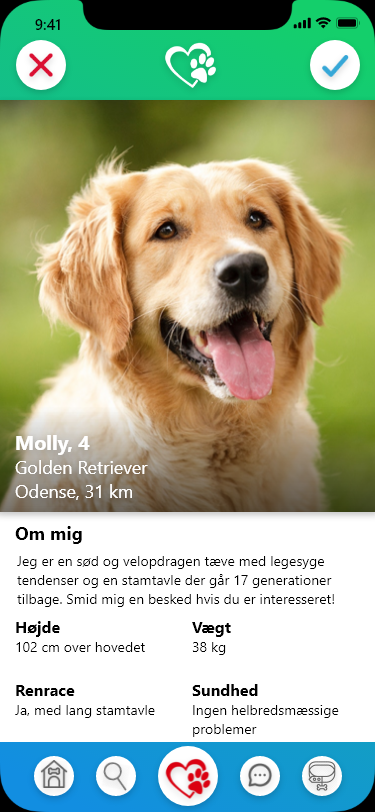 9:41
Molly, 4
Golden Retriever
Odense, 31 km
Om mig
Jeg er en sød og velopdragen tæve med legesyge
tendenser og en stamtavle der går 17 generationer
tilbage. Smid mig en besked hvis du er interesseret!
Højde
102 cm over hovedet
Vægt
38 kg
Renrace
Ja, med lang stamtavle
Sundhed
Ingen helbredsmæssige
problemer